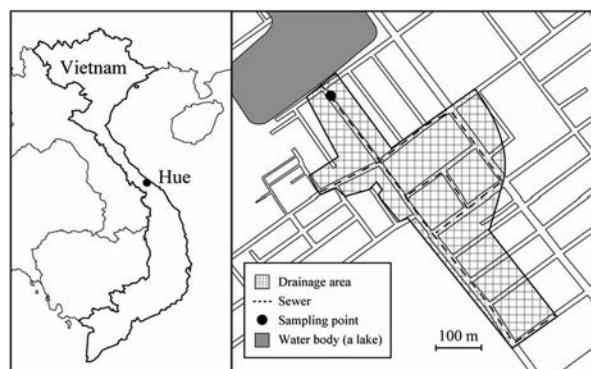 Vietnam
Hue
Drainage area
Sewer
Sampling point
Water body (a lake)
100 m